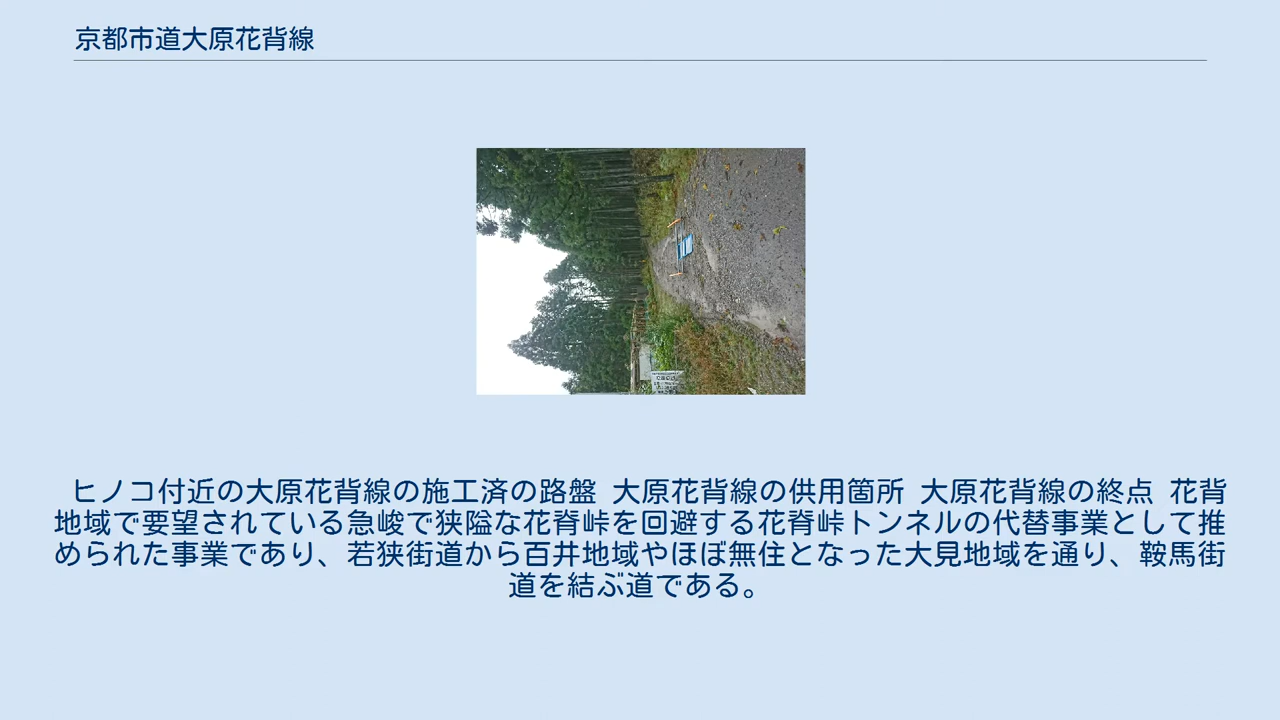 京都市道大原花背線
ヒノコ付近の大原花背線の施工済の路盤 大原花背線の供用箇所 大原花背線の終点 花背
地域で要望されている急峻で狭隘な花脊峠を回避する花脊峠トンネルの代替事業として推
められた事業であり、若狭街道から百井地域やほぼ無住となった大見地域を通り、鞍馬街
道を結ぶ道である。